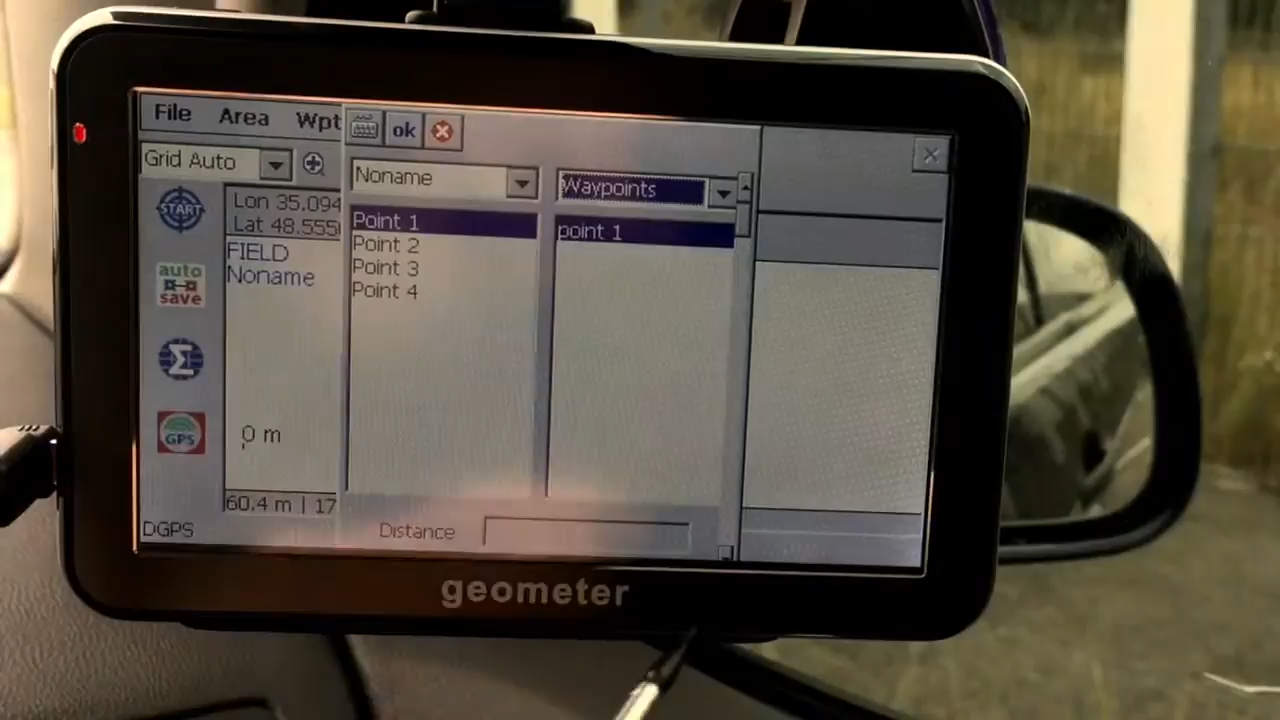 File Area Wpt
ok
Grid Auto
START
Lon 35.094
Lat 48.555
FIELD
Noname
auto
save
GPS
0 m
60.4 m | 17
DGPS
Noname
Point 1
Point 2
Point 3
Point 4
Waypoints
point 1
Distance
geometer